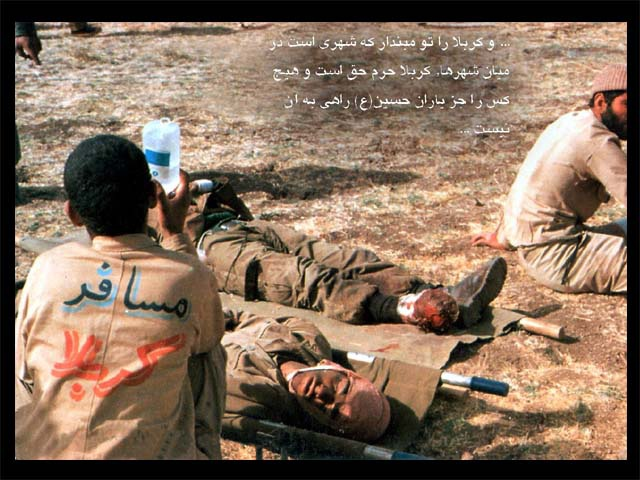 ... و کربلا را تو مپندار که شهری است در
میان شهرها. کربلا حرم حق است و هیچ
کس را جز یاران حسین(ع) راهی به آن
نیست ...
مسافر
کربلا